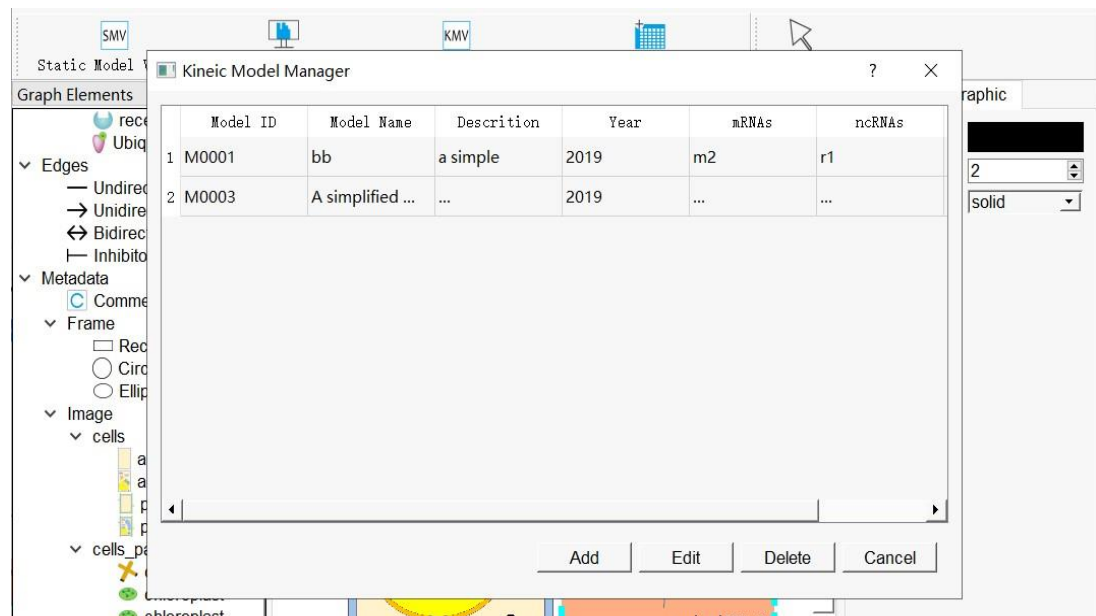 SMV
KMV
Static Model
Kineic Model Manager
?
Graph Elements
raphic
Model ID Model Name Descrition Year mRNAs ncRNAs
1 M0001 bb a simple 2019 m2 r1
2 M0003 A simplified ... ... 2019 ... ...
rece
Ubiq
Edges
Undirec
Unidire
Bidirec
Inhibito
Metadata
C Comme
Frame
Rec
Circ
Ellip
Image
cells
a
a
p
p
cells_pa
2
solid
Add Edit Delete Cancel